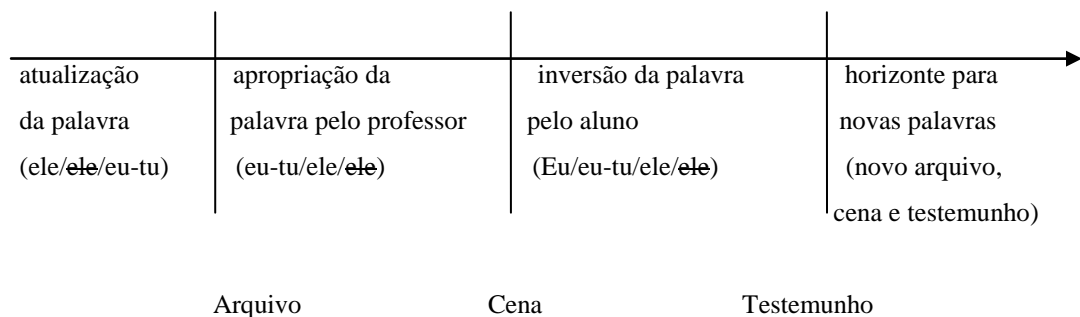 atualização
da palavra
(ele/ele/eu-tu)
apropriação da
palavra pelo professor
(eu-tu/ele/ele)
inversão da palavra
pelo aluno
(Eu/eu-tu/ele/ele)
horizonte para
novas palavras
(novo arquivo,
cena e testemunho)
Arquivo Cena Testemunho